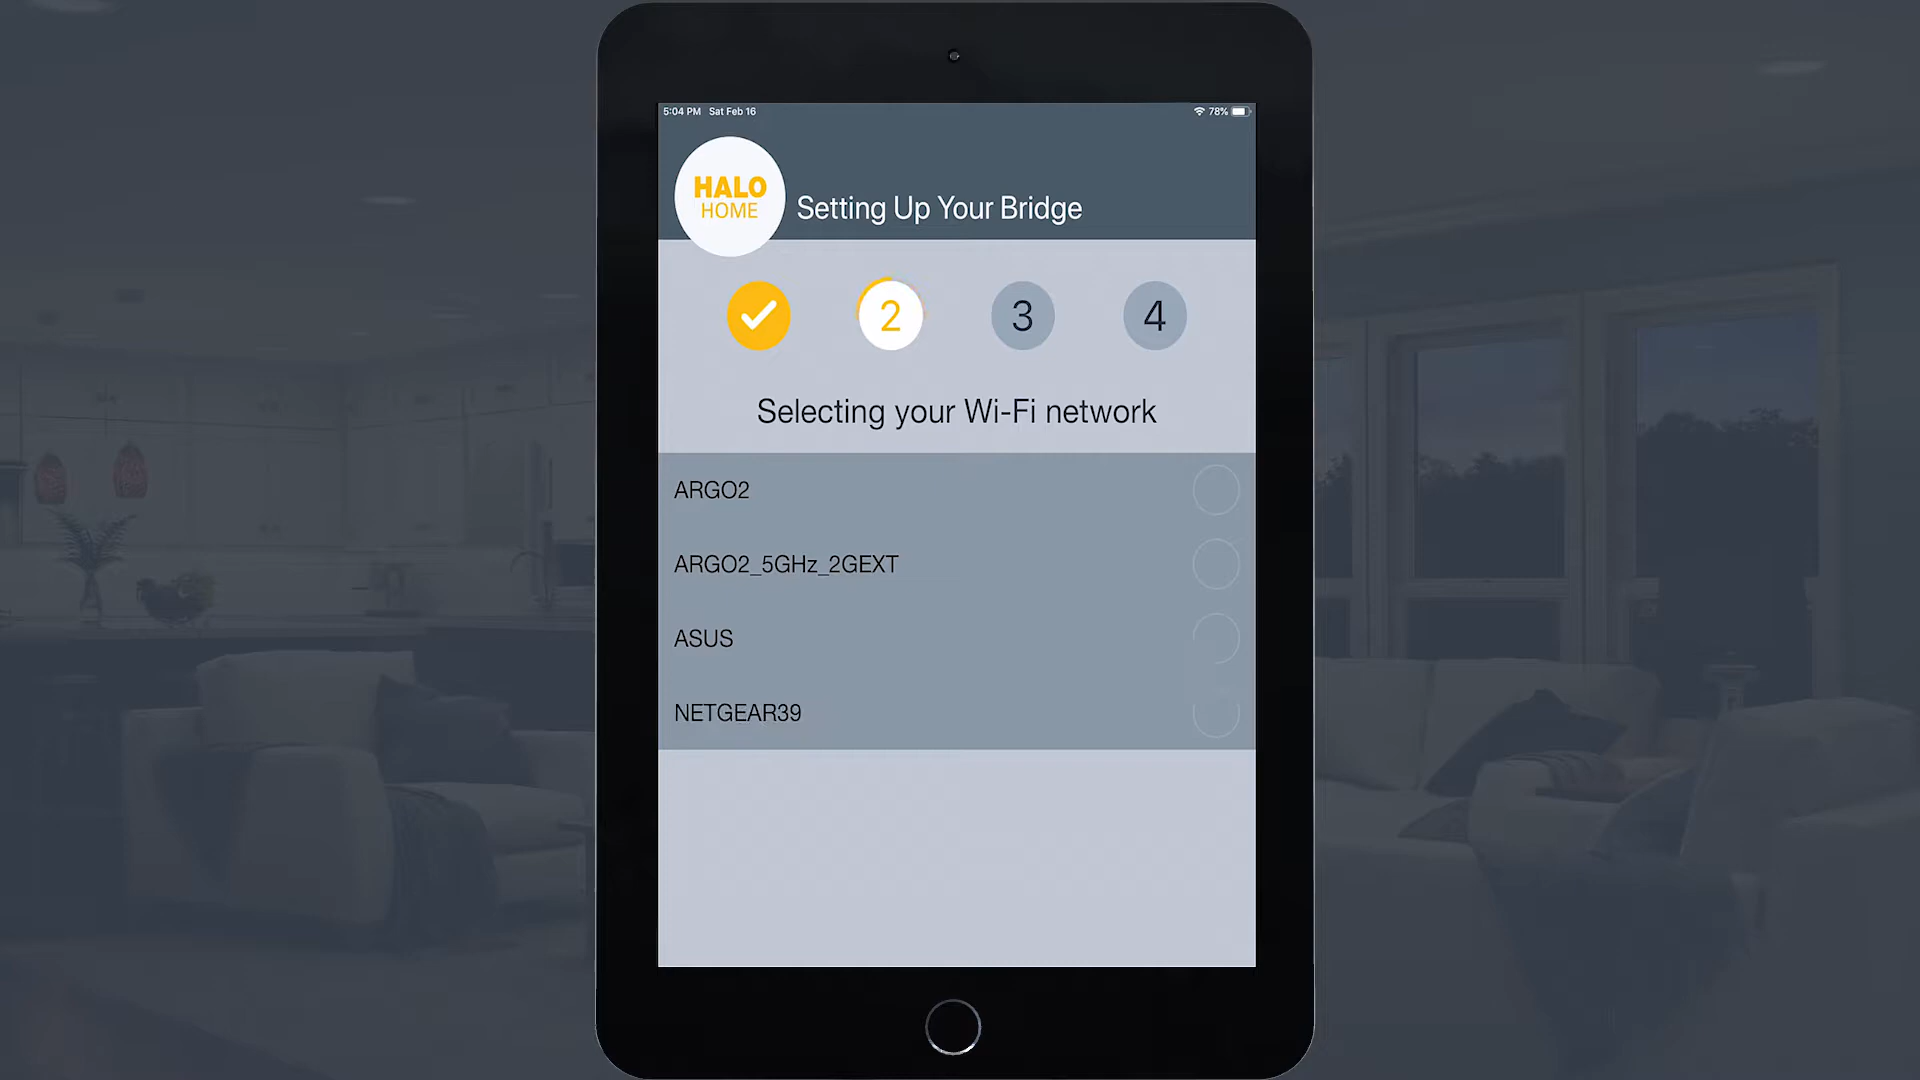 5:04 PM Sat Feb 16
78%
HALO
HOME
Setting Up Your Bridge
2
3
4
Selecting your Wi-Fi network
ARGO2
ARGO2_5GHz_2GEXT
ASUS
NETGEAR39